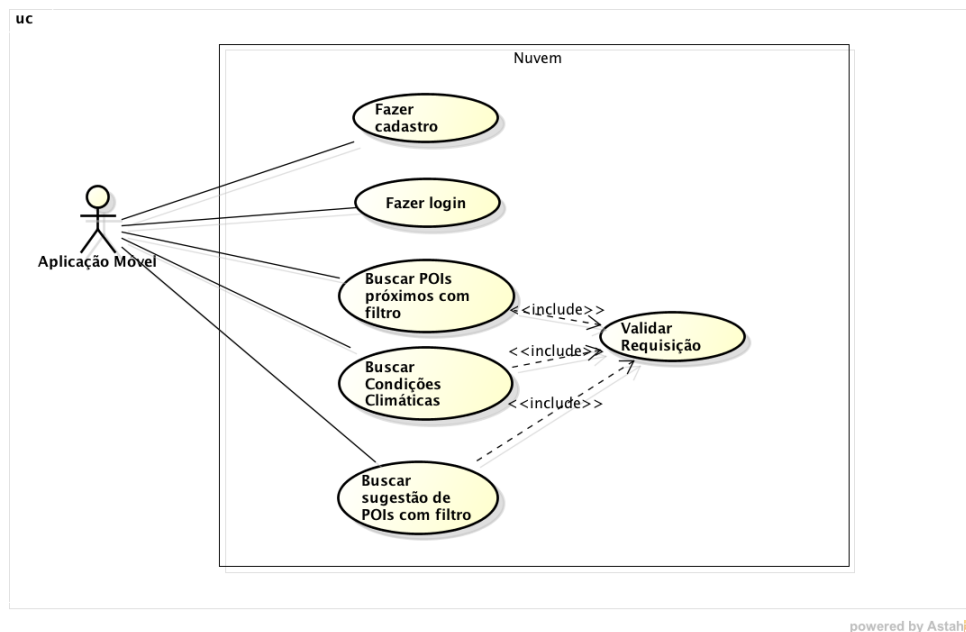 uc
Nuvem
Fazer
cadastro
Fazer login
Aplicação Móvel
Buscar POIs
próximos com
filtro
<<include>>
Validar
Requisição
<<include>>
Buscar
Condições
Climáticas
<<include>>
Buscar
sugestão de
POIs com filtro
powered by Astah